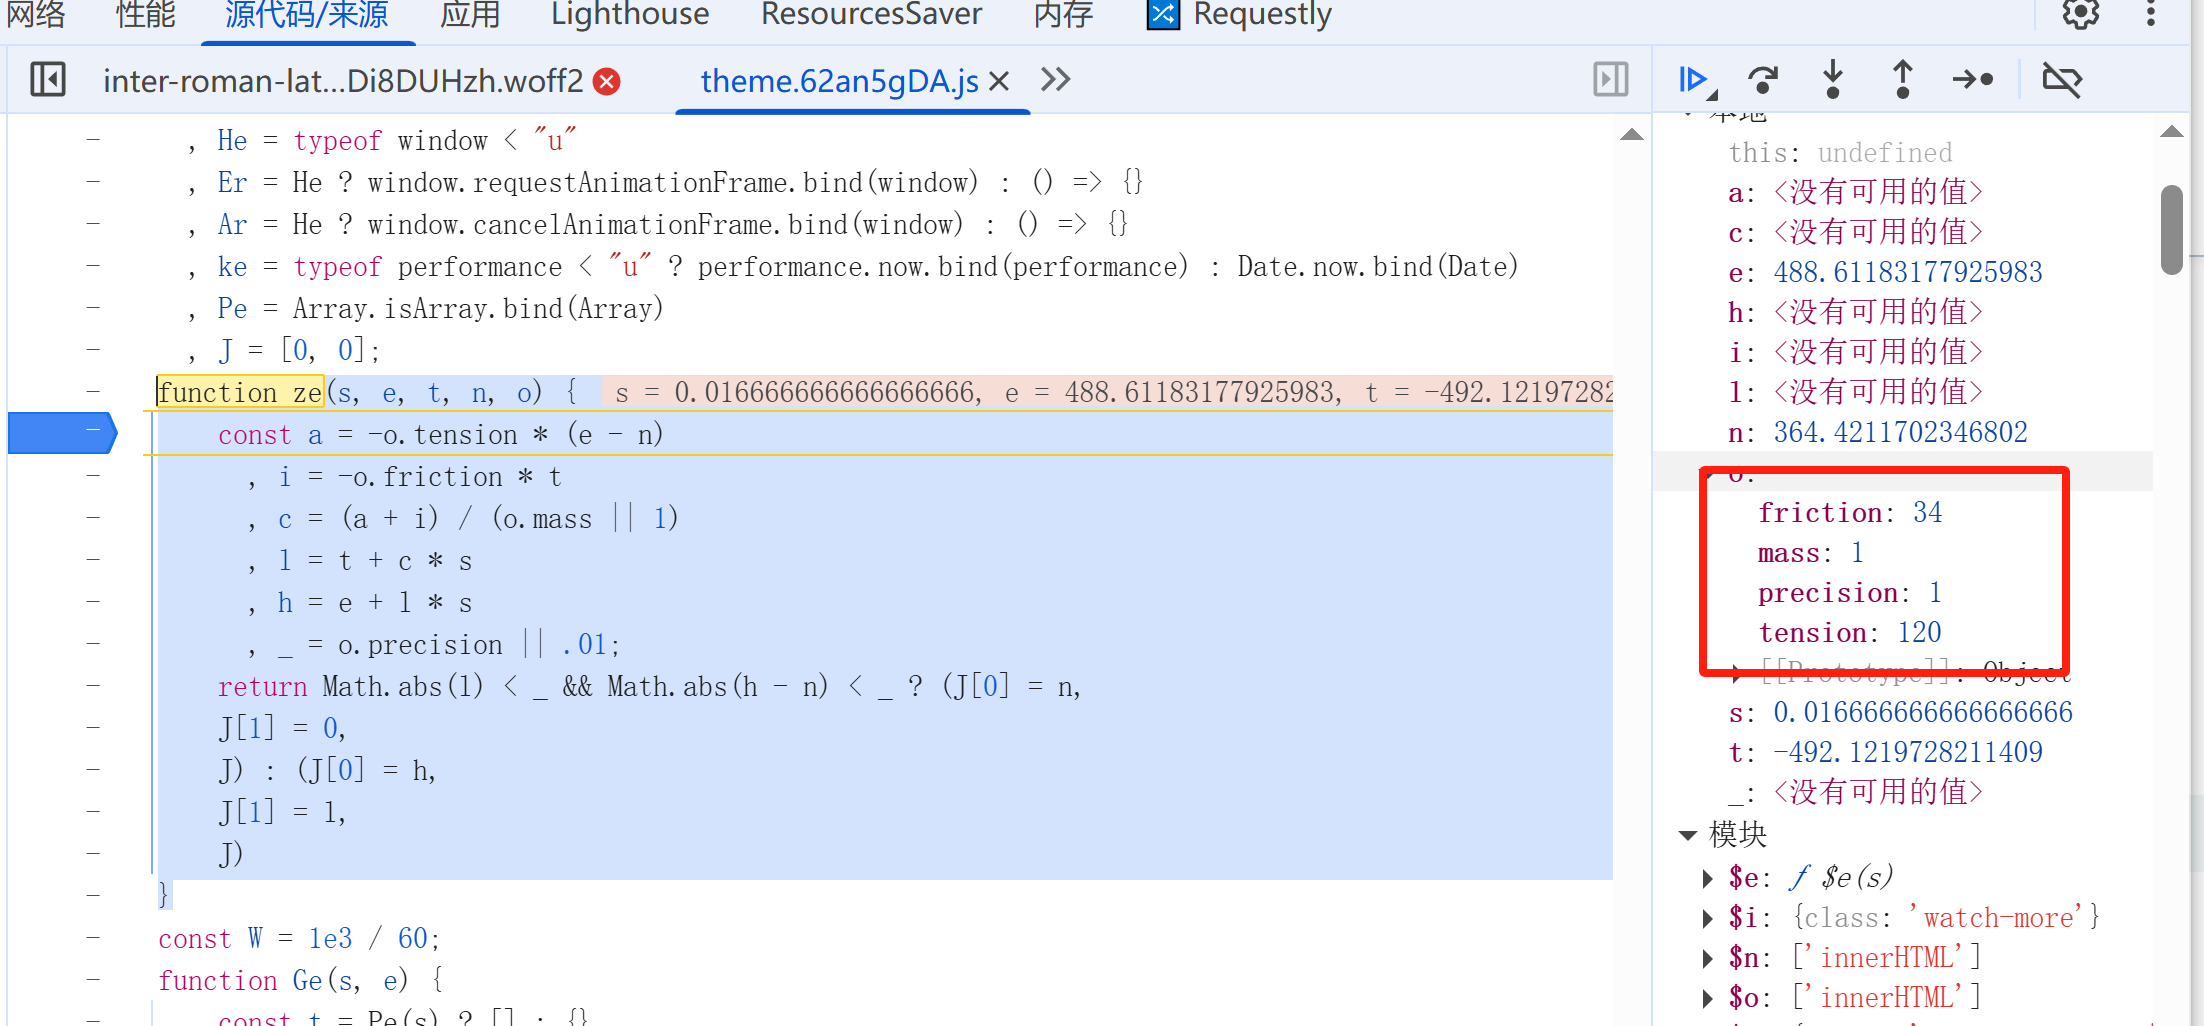 网络 性能 源代码/来源 应用 Lighthouse ResourcesSaver 内存 Requestly
inter-roman-lat...Di8DUHzh.woff2 theme.62an5gDA.js
, He = typeof window < "u"
, Er = He ? window.requestAnimationFrame.bind(window) : () => {}
, Ar = He ? window.cancelAnimationFrame.bind(window) : () => {}
, ke = typeof performance < "u" ? performance.now.bind(performance) : Date.now.bind(Date)
, Pe = Array.isArray.bind(Array)
, J = [0, 0];
function ze(s, e, t, n, o) { s = 0.016666666666666666, e = 488.61183177925983, t = -492.12197282
const a = -o.tension * (e - n)
, i = -o.friction * t
, c = (a + i) / (o.mass || 1)
, l = t + c * s
, h = e + l * s
, _ = o.precision || .01;
return Math.abs(l) < _ && Math.abs(h - n) < _ ? (J[0] = n,
J[1] = 0,
J) : (J[0] = h,
J[1] = l,
J)
}
const W = 1e3 / 60;
function Ge(s, e) {
const t = Pe(s) ? [] : {}
本地
this: undefined
a: <没有可用的值>
c: <没有可用的值>
e: 488.61183177925983
h: <没有可用的值>
i: <没有可用的值>
l: <没有可用的值>
n: 364.4211702346802
o:
friction: 34
mass: 1
precision: 1
tension: 120
[[Prototype]]: Object
s: 0.016666666666666666
t: -492.1219728211409
_: <没有可用的值>
模块
$e: ƒ $e(s)
$i: {class: 'watch-more'}
$n: ['innerHTML']
$o: ['innerHTML']